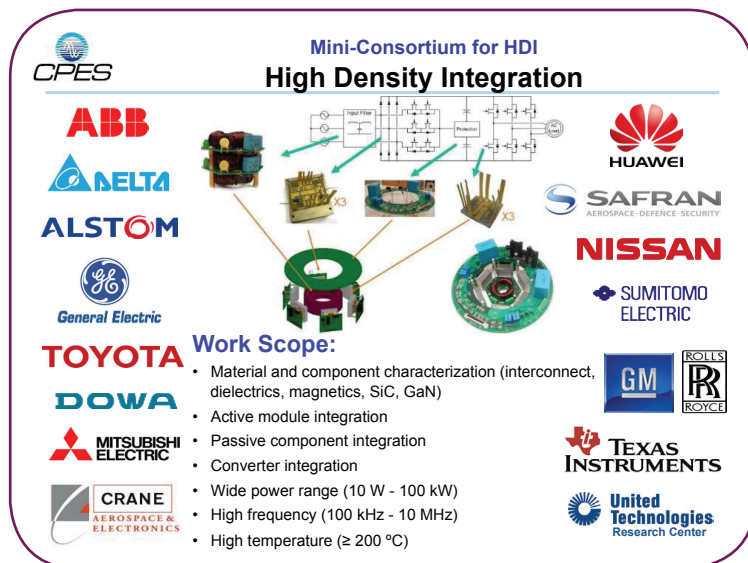 CPES
Mini-Consortium for HDI
High Density Integration
ABB
DELTA
ALSTOM
GE
General Electric
TOYOTA
DOWA
MITSUBISHI
ELECTRIC
CRANE
AEROSPACE &
ELECTRONICS
Input Filter
Protection
AC
Load
X3
X3
HUAWEI
SAFRAN
AEROSPACE · DEFENCE · SECURITY
NISSAN
SUMITOMO
ELECTRIC
GM
ROLLS
RR
ROYCE
TEXAS
INSTRUMENTS
United
Technologies
Research Center
Work Scope:
• Material and component characterization (interconnect,
dielectrics, magnetics, SiC, GaN)
• Active module integration
• Passive component integration
• Converter integration
• Wide power range (10 W - 100 kW)
• High frequency (100 kHz - 10 MHz)
• High temperature (≥ 200 ºC)